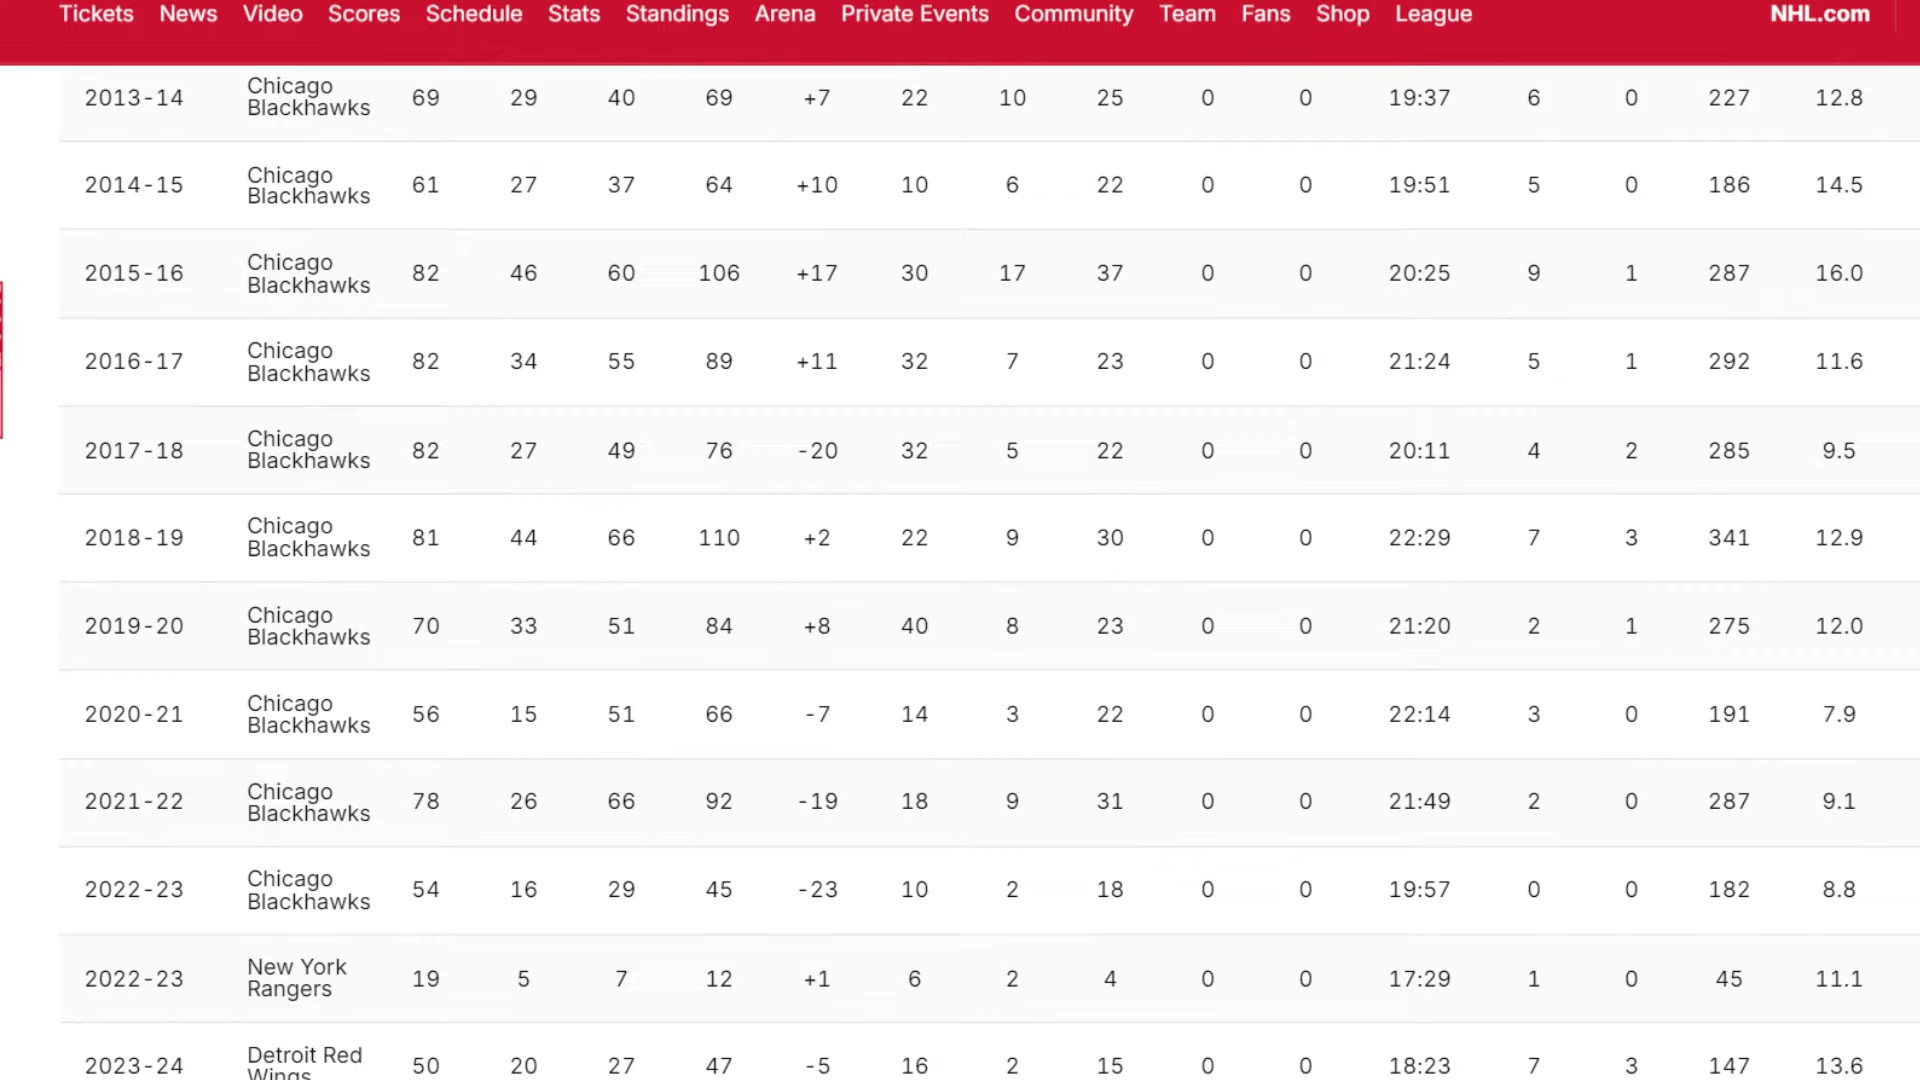 Tickets News Video Scores Schedule Stats Standings Arena Private Events Community Team Fans Shop League NHL.com
2013-14 Chicago Blackhawks 69 29 40 69 +7 22 10 25 0 0 19:37 6 0 227 12.8
2014-15 Chicago Blackhawks 61 27 37 64 +10 10 6 22 0 0 19:51 5 0 186 14.5
2015-16 Chicago Blackhawks 82 46 60 106 +17 30 17 37 0 0 20:25 9 1 287 16.0
2016-17 Chicago Blackhawks 82 34 55 89 +11 32 7 23 0 0 21:24 5 1 292 11.6
2017-18 Chicago Blackhawks 82 27 49 76 -20 32 5 22 0 0 20:11 4 2 285 9.5
2018-19 Chicago Blackhawks 81 44 66 110 +2 22 9 30 0 0 22:29 7 3 341 12.9
2019-20 Chicago Blackhawks 70 33 51 84 +8 40 8 23 0 0 21:20 2 1 275 12.0
2020-21 Chicago Blackhawks 56 15 51 66 -7 14 3 22 0 0 22:14 3 0 191 7.9
2021-22 Chicago Blackhawks 78 26 66 92 -19 18 9 31 0 0 21:49 2 0 287 9.1
2022-23 Chicago Blackhawks 54 16 29 45 -23 10 2 18 0 0 19:57 0 0 182 8.8
2022-23 New York Rangers 19 5 7 12 +1 6 2 4 0 0 17:29 1 0 45 11.1
2023-24 Detroit Red Wings 50 20 27 47 -5 16 2 15 0 0 18:23 7 3 147 13.6